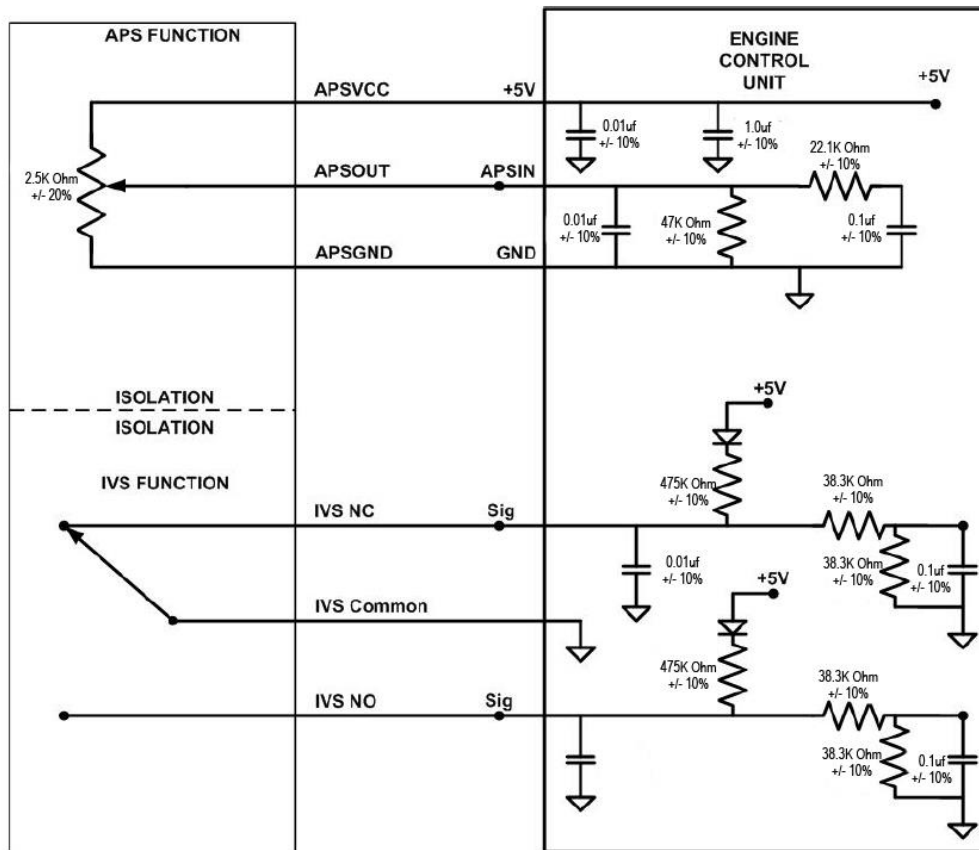 APS FUNCTION
ENGINE
CONTROL
UNIT
+5V
APSVCC
+5V
0.01uf
+/- 10%
1.0uf
+/- 10%
22.1K Ohm
+/- 10%
2.5K Ohm
+/- 20%
APSOUT
APSIN
0.01uf
+/- 10%
47K Ohm
+/- 10%
0.1uf
+/- 10%
APSGND
GND
ISOLATION
ISOLATION
+5V
IVS FUNCTION
475K Ohm
+/- 10%
38.3K Ohm
+/- 10%
IVS NC
Sig
0.01uf
+/- 10%
38.3K Ohm
+/- 10%
0.1uf
+/- 10%
+5V
IVS Common
475K Ohm
+/- 10%
38.3K Ohm
+/- 10%
IVS NO
Sig
38.3K Ohm
+/- 10%
0.1uf
+/- 10%